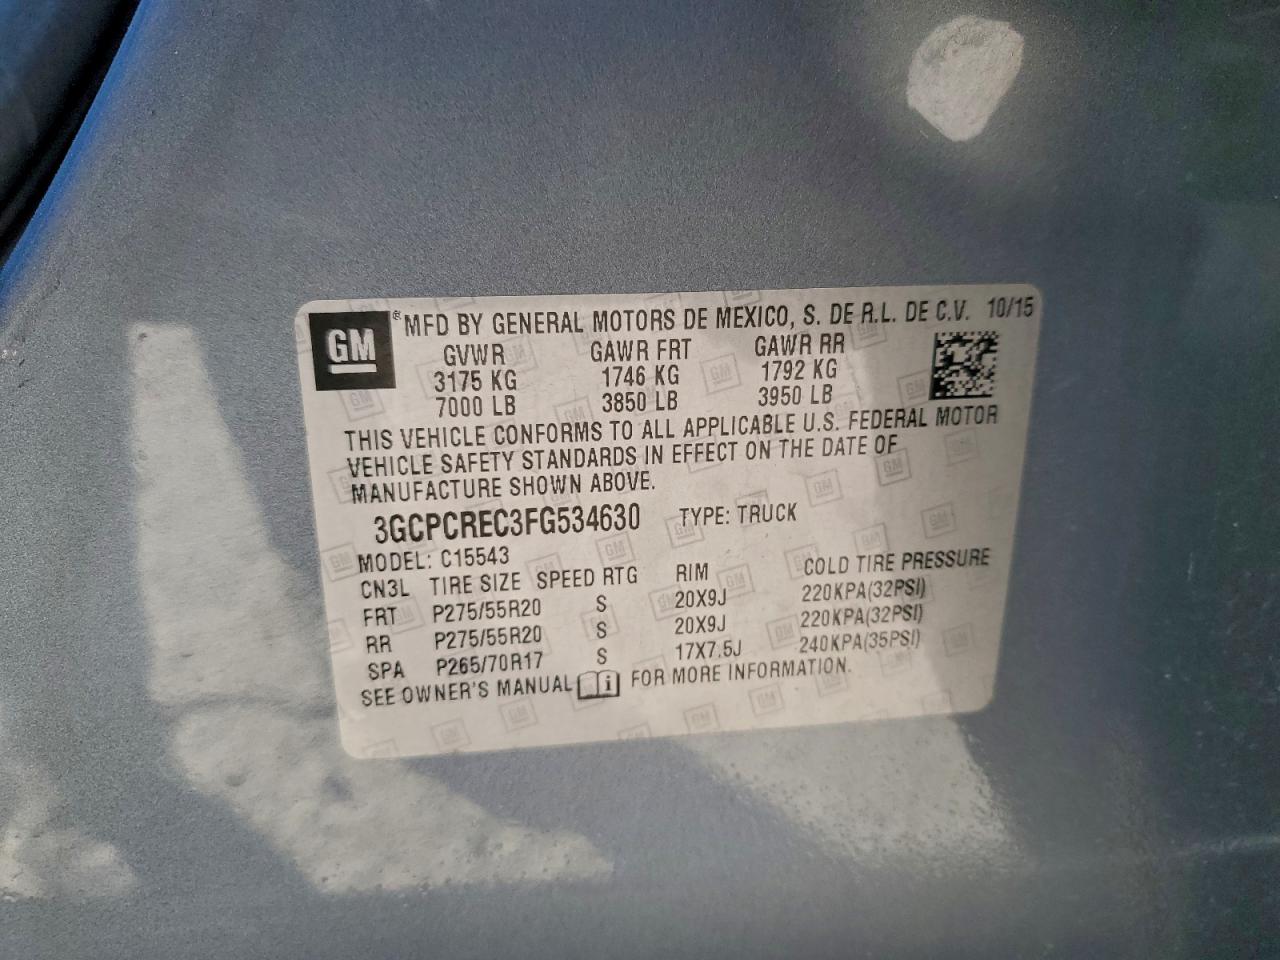 GM ® MFD BY GENERAL MOTORS DE MEXICO, S. DE R.L. DE C.V. 10/15
GVWR GAWR FRT GAWR RR
3175 KG 1746 KG 1792 KG
7000 LB 3850 LB 3950 LB
THIS VEHICLE CONFORMS TO ALL APPLICABLE U.S. FEDERAL MOTOR
VEHICLE SAFETY STANDARDS IN EFFECT ON THE DATE OF
MANUFACTURE SHOWN ABOVE.
3GCPCREC3FG534630 TYPE: TRUCK
MODEL: C15543
CN3L TIRE SIZE SPEED RTG RIM COLD TIRE PRESSURE
FRT P275/55R20 S 20X9J 220KPA(32PSI)
RR P275/55R20 S 20X9J 220KPA(32PSI)
SPA P265/70R17 S 17X7.5J 240KPA(35PSI)
SEE OWNER'S MANUAL i FOR MORE INFORMATION.